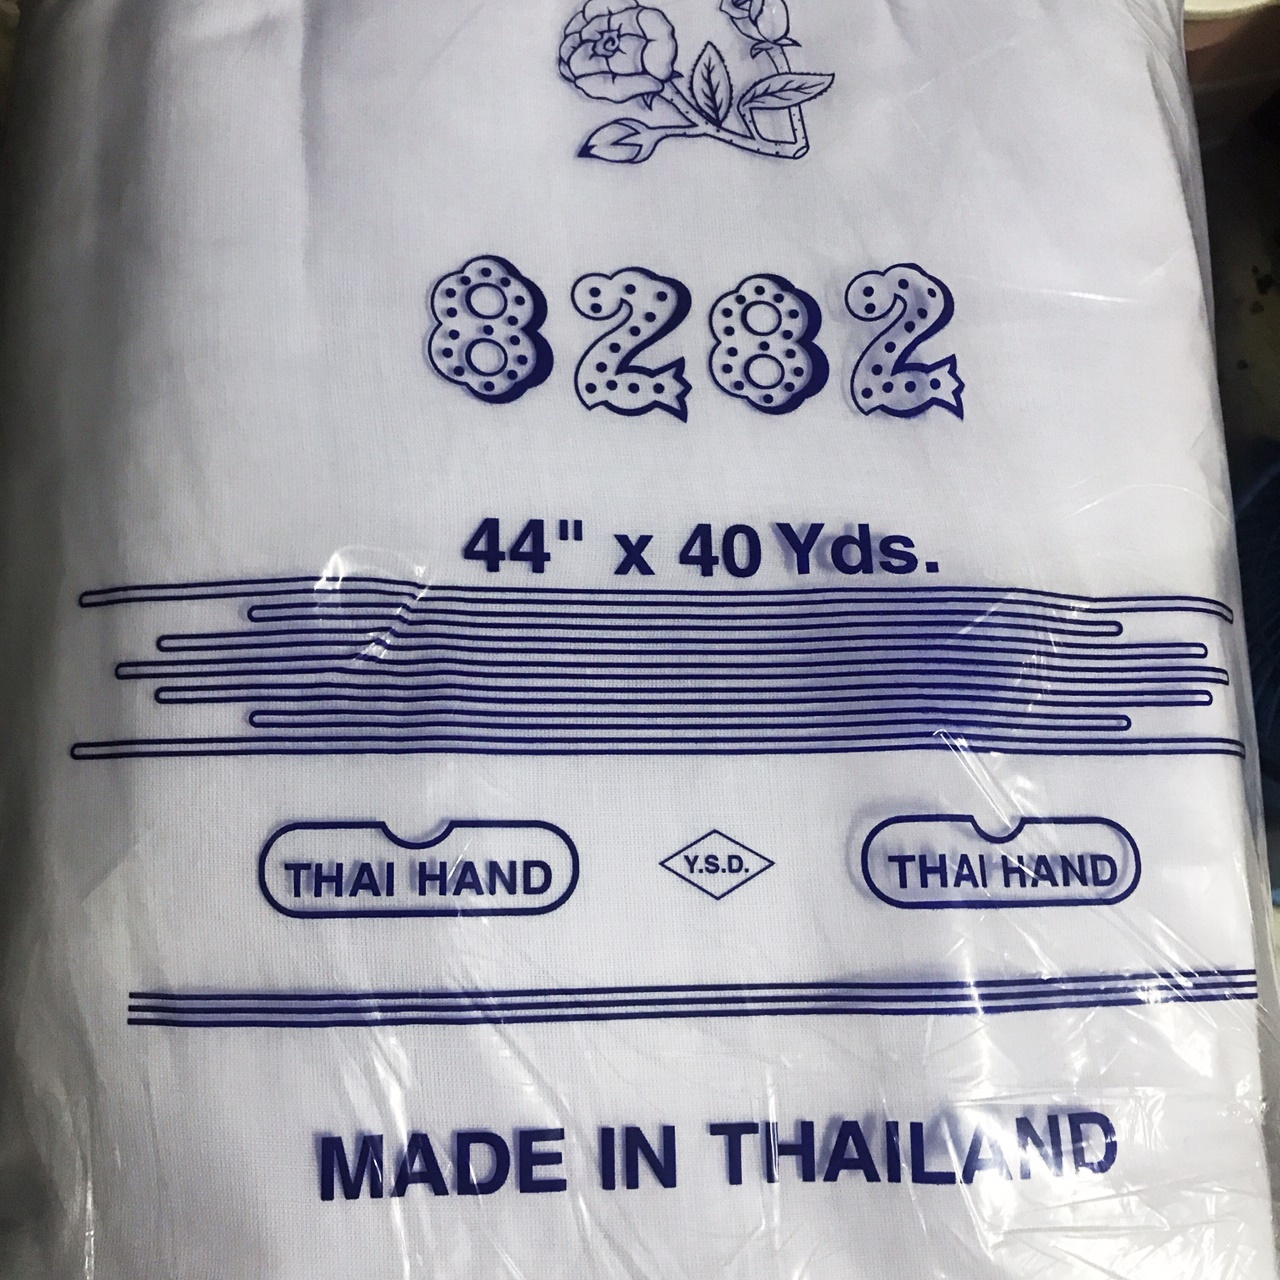 8282
44" x 40 Yds.
THAI HAND Y.S.D. THAI HAND
MADE IN THAILAND